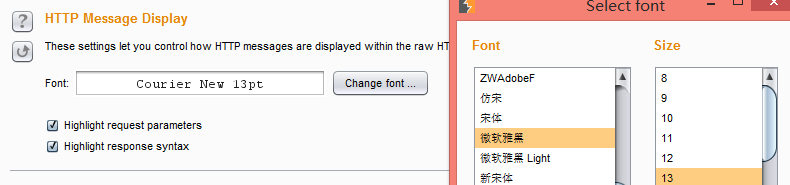 HTTP Message Display
These settings let you control how HTTP messages are displayed within the raw HT
Font:
Courier New 13pt
Change font ...
Highlight request parameters
Highlight response syntax
Select font
Font
ZWAdobeF
仿宋
宋体
微软雅黑
微软雅黑 Light
新宋体
Size
8
9
10
11
12
13